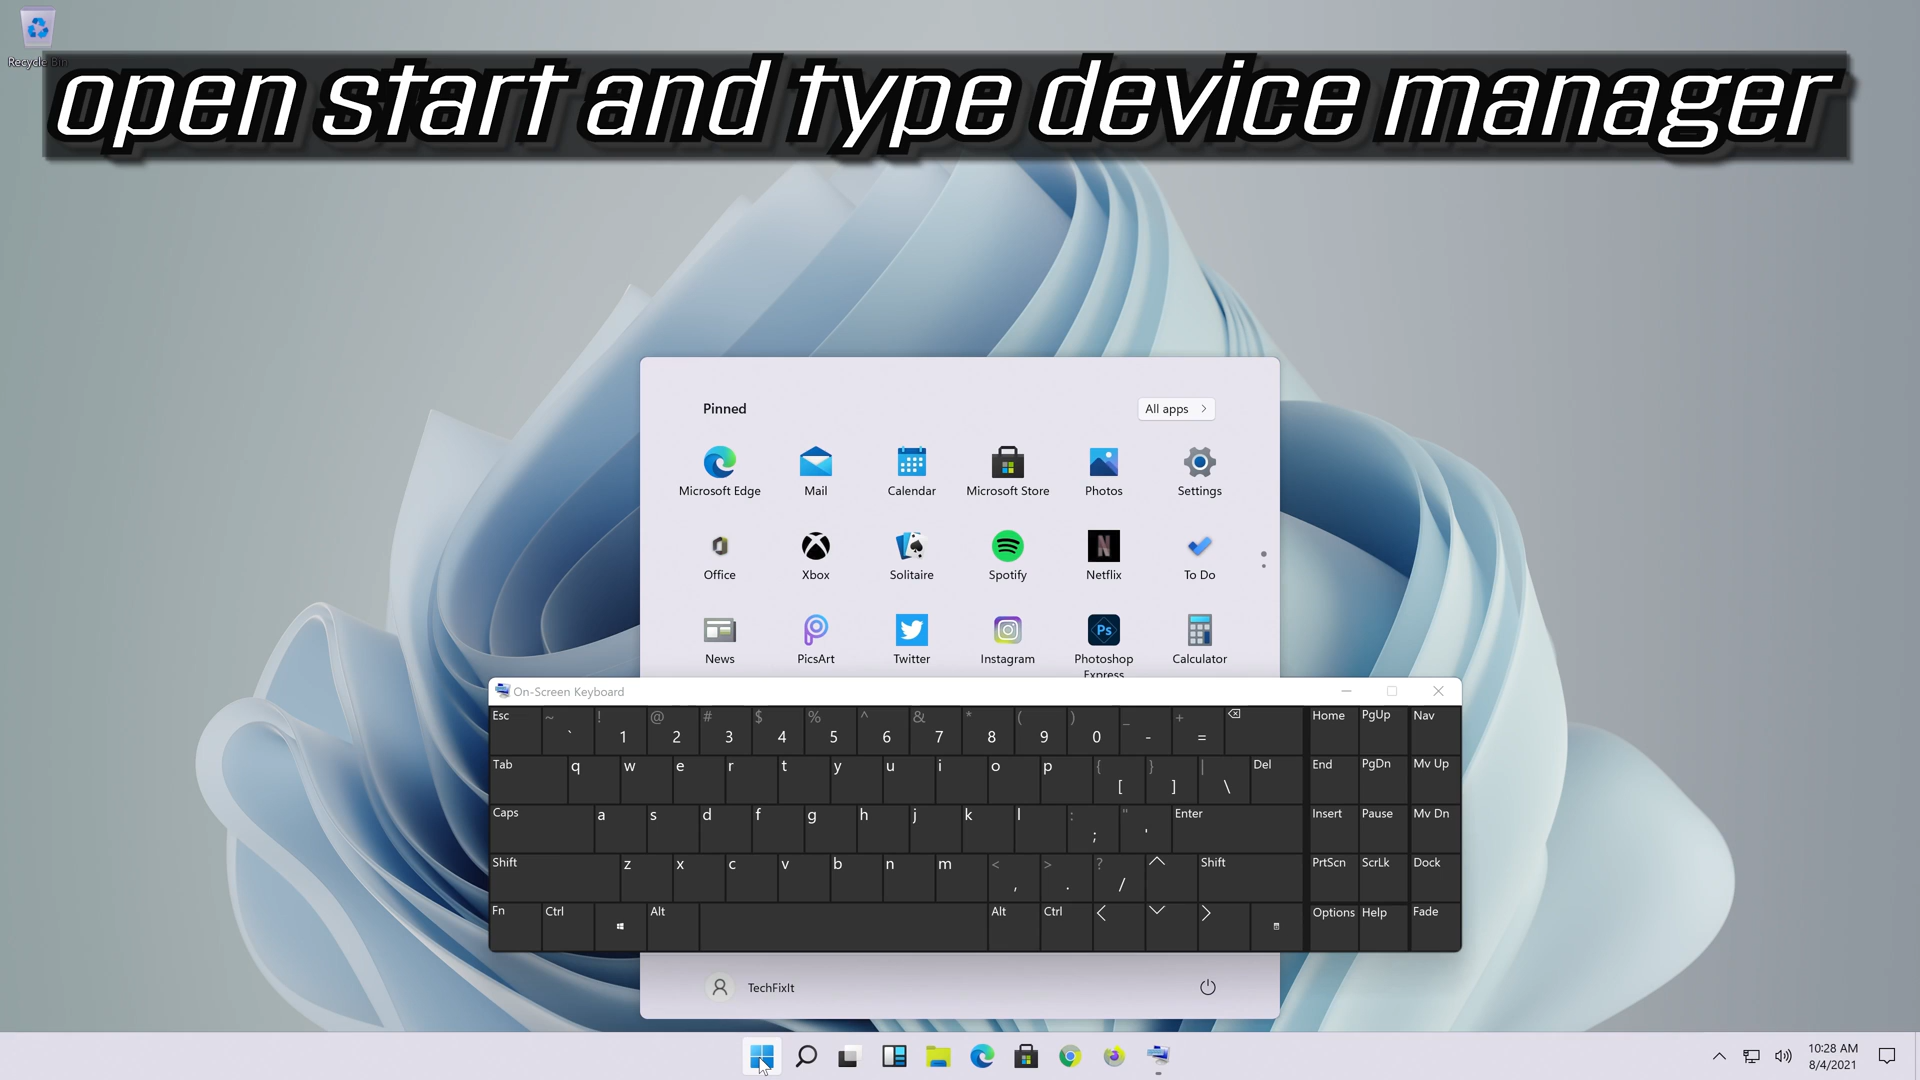 Recycle Bin
open start and type device manager
Pinned
All apps
Microsoft Edge
Mail
Calendar
Microsoft Store
Photos
Settings
Office
Xbox
Solitaire
Spotify
Netflix
To Do
News
PicsArt
Twitter
Instagram
Photoshop Express
Calculator
On-Screen Keyboard
Esc ~ ` ! 1 @ 2 # 3 $ 4 % 5 ^ 6 & 7 * 8 ( 9 ) 0 _ - + = Home PgUp Nav
Tab q w e r t y u i o p { [ } ] | \ Del End PgDn Mv Up
Caps a s d f g h j k l : ; " ' Enter Insert Pause Mv Dn
Shift z x c v b n m < , > . ? / Shift PrtScn ScrLk Dock
Fn Ctrl Alt Alt Ctrl Options Help Fade
TechFixIt
10:28 AM
8/4/2021